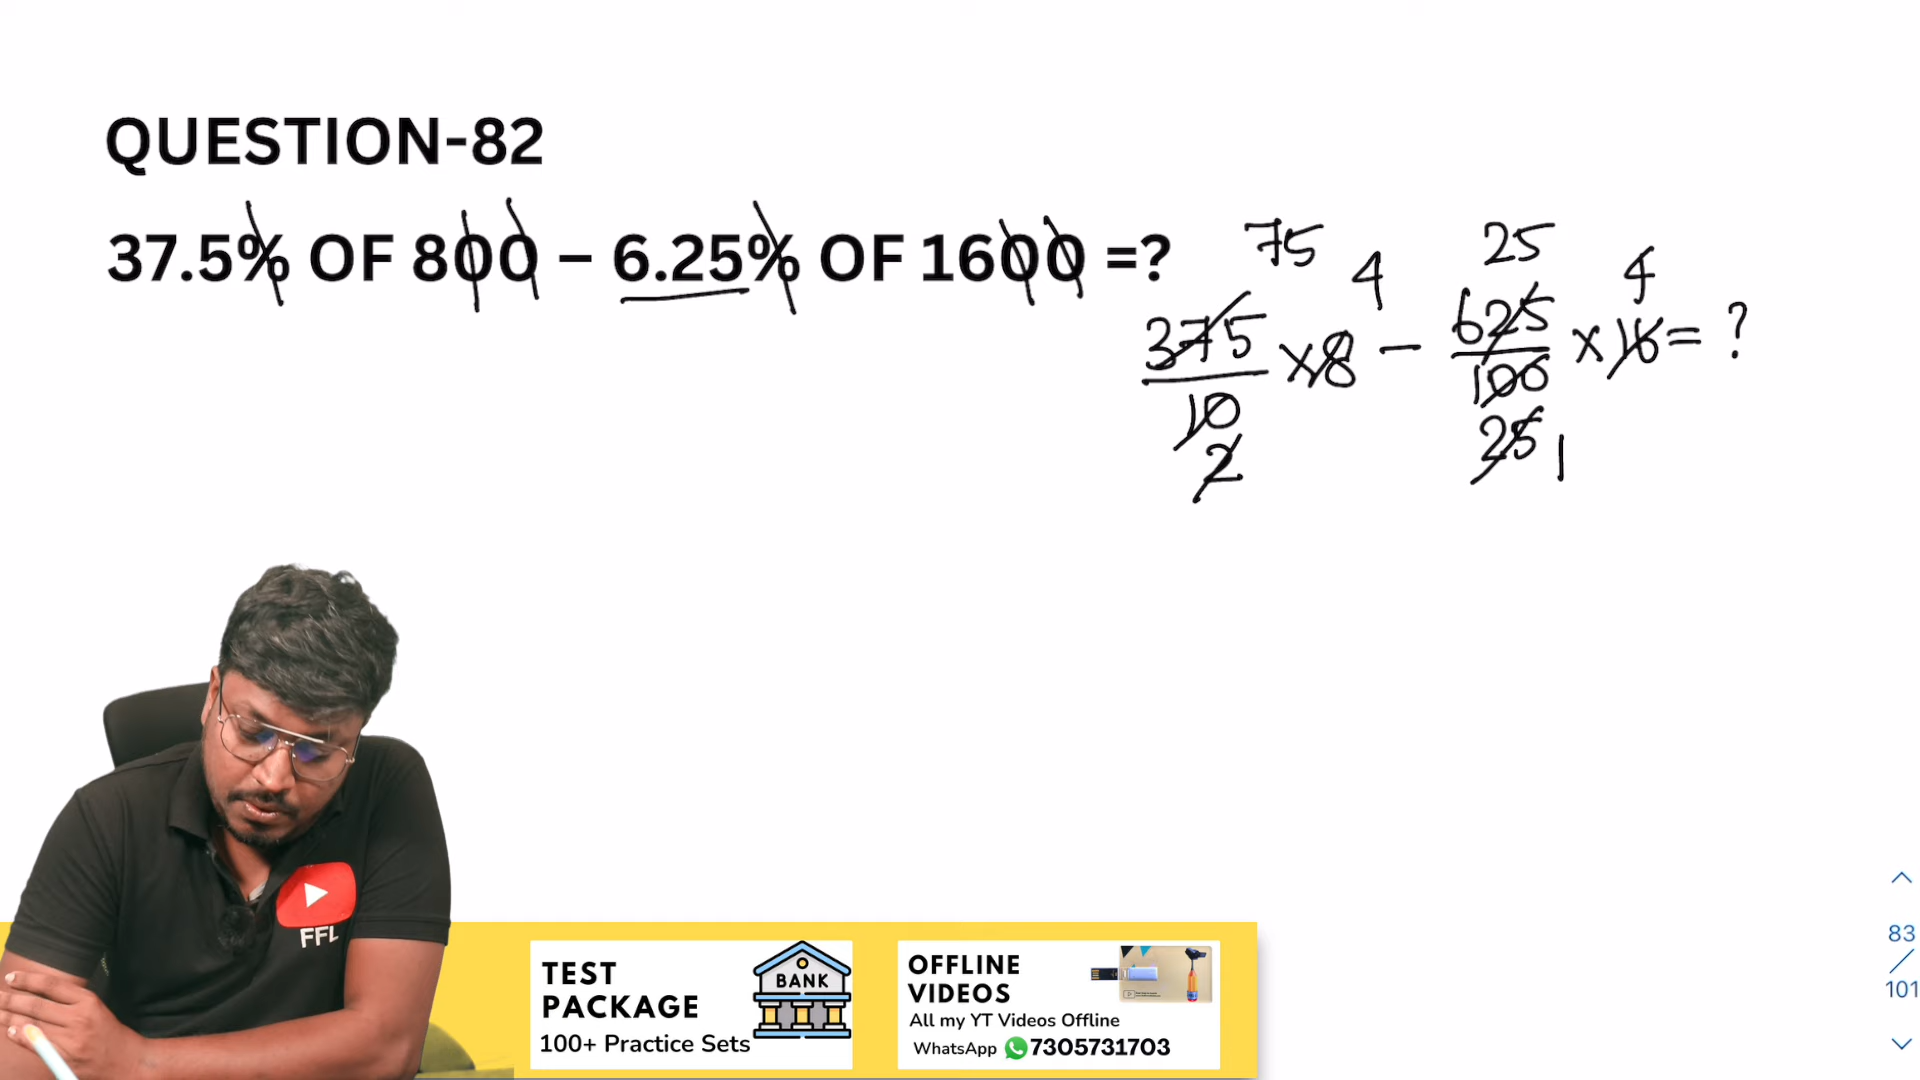 QUESTION-82
37.5% OF 800 – 6.25% OF 1600 =?
75 4 25 4
375 × 8 − 625 × 16 = ?
10 100
2 25 1
FFL
TEST
PACKAGE
100+ Practice Sets
BANK
OFFLINE
VIDEOS
All my YT Videos Offline
WhatsApp 7305731703
83
/
101